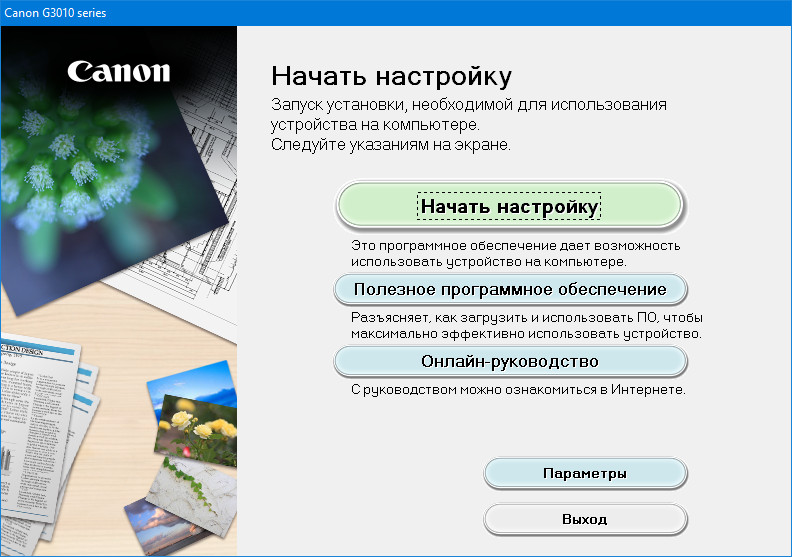 Canon G3010 series
Canon
Начать настройку
Запуск установки, необходимой для использования
устройства на компьютере.
Следуйте указаниям на экране.
Начать настройку
Это программное обеспечение дает возможность
использовать устройство на компьютере.
Полезное программное обеспечение
Разъясняет, как загрузить и использовать ПО, чтобы
максимально эффективно использовать устройство.
Онлайн-руководство
С руководством можно ознакомиться в Интернете.
Параметры
Выход